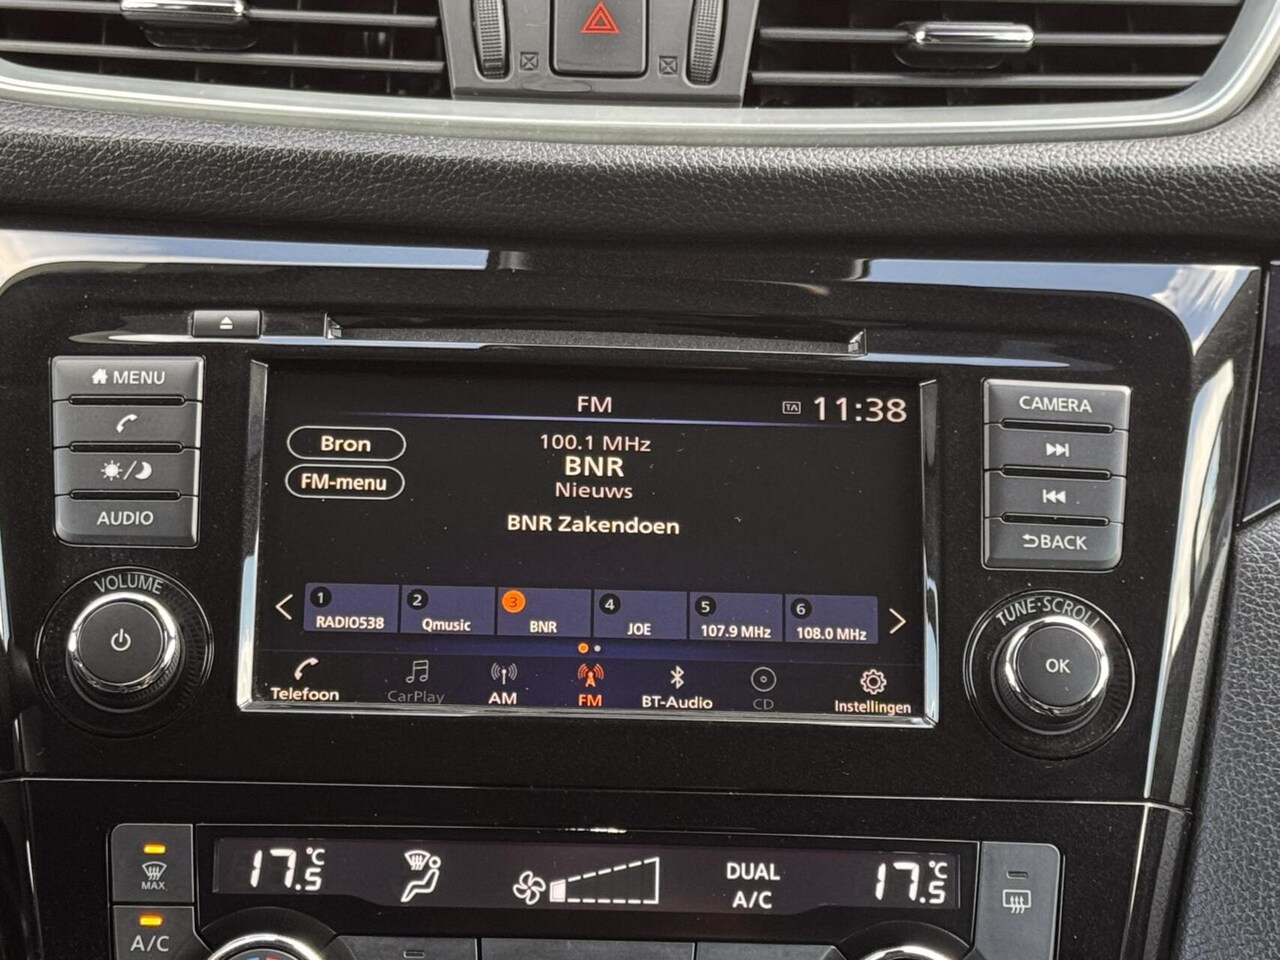 MENU
AUDIO
VOLUME
FM
TA
11:38
Bron
FM-menu
100.1 MHz
BNR
Nieuws
BNR Zakendoen
1
RADIO538
2
Qmusic
3
BNR
4
JOE
5
107.9 MHz
6
108.0 MHz
Telefoon
CarPlay
AM
FM
BT-Audio
CD
Instellingen
CAMERA
BACK
TUNE·SCROLL
OK
MAX
A/C
17.5 °C
DUAL
A/C
17.5 °C